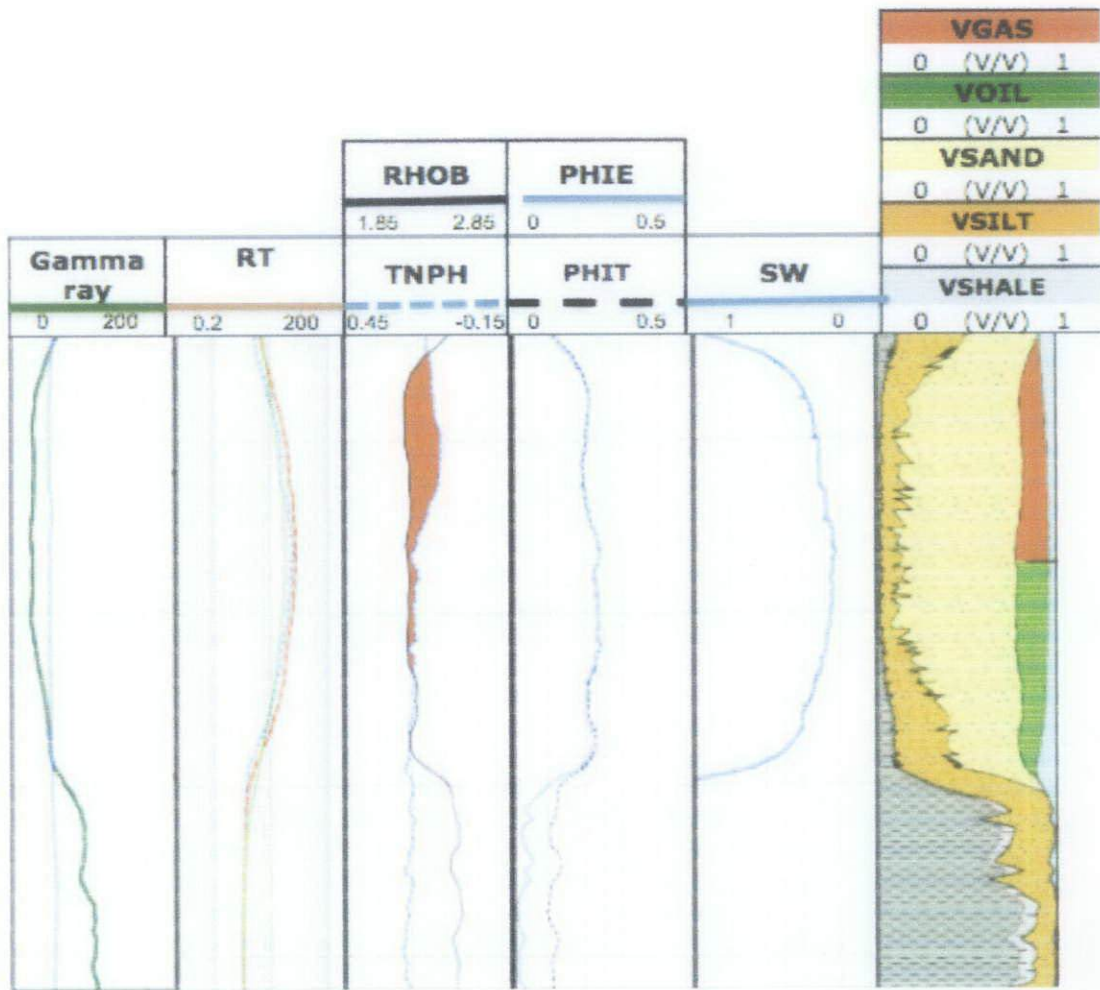 VGAS
0 (V/V) 1
VOIL
0 (V/V) 1
VSAND
0 (V/V) 1
VSILT
0 (V/V) 1
VSHALE
0 (V/V) 1
RHOB
1.85 2.85
TNPH
0.45 -0.15
PHIE
0 0.5
PHIT
0 0.5
Gamma
ray
0 200
RT
0.2 200
SW
1 0